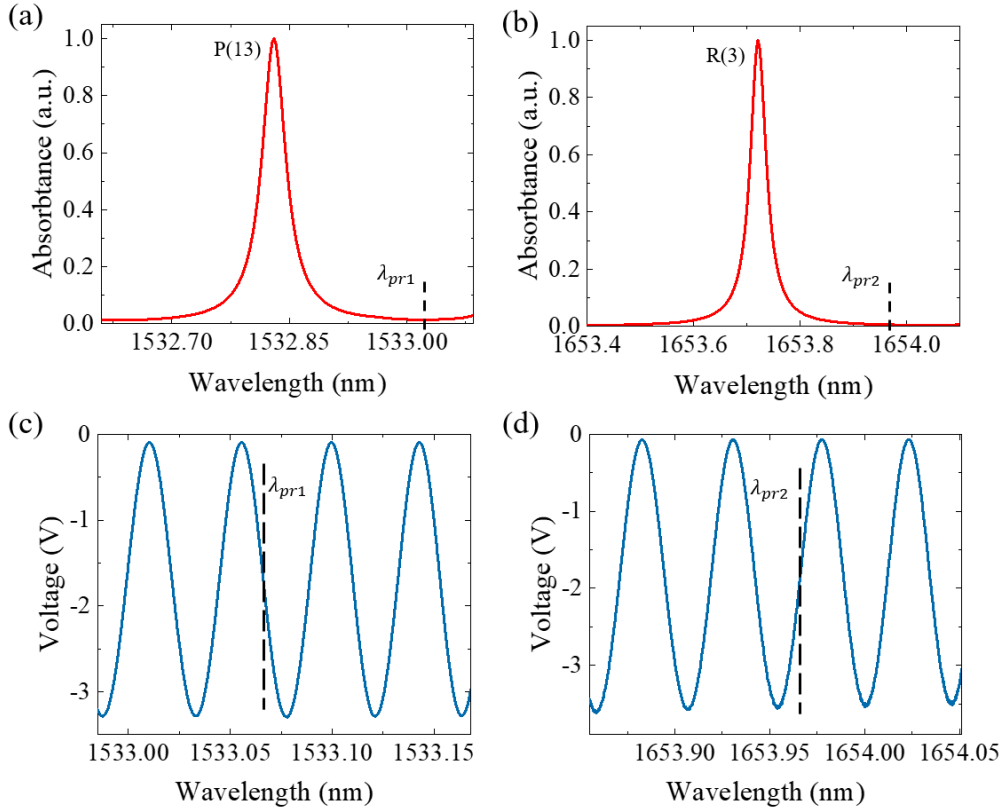 (a)
P(13)
λpr1
Absorbtance (a.u.)
1.0
0.8
0.6
0.4
0.2
0.0
1532.70 1532.85 1533.00
Wavelength (nm)
(b)
R(3)
λpr2
Absorbtance (a.u.)
1.0
0.8
0.6
0.4
0.2
0.0
1653.4 1653.6 1653.8 1654.0
Wavelength (nm)
(c)
λpr1
Voltage (V)
0
-1
-2
-3
1533.00 1533.05 1533.10 1533.15
Wavelength (nm)
(d)
λpr2
Voltage (V)
0
-1
-2
-3
1653.90 1653.95 1654.00 1654.05
Wavelength (nm)